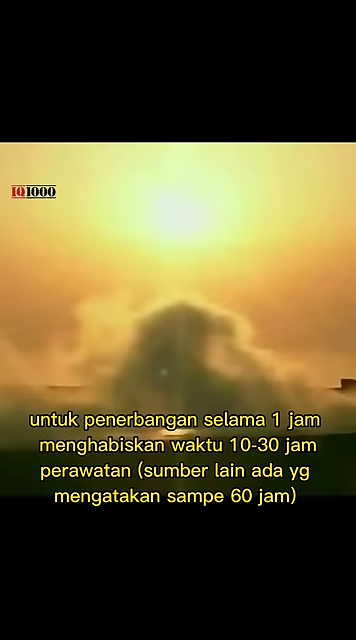 IQ1000
untuk penerbangan selama 1 jam
menghabiskan waktu 10-30 jam
perawatan (sumber lain ada yg
mengatakan sampe 60 jam)